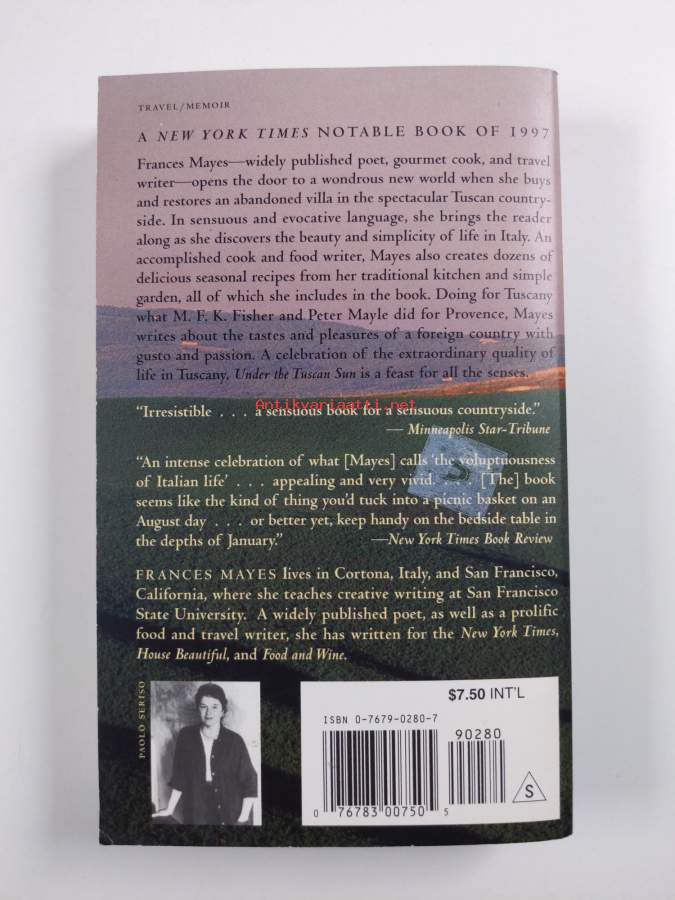 TRAVEL/MEMOIR
A NEW YORK TIMES NOTABLE BOOK OF 1997
Frances Mayes—widely published poet, gourmet cook, and travel
writer—opens the door to a wondrous new world when she buys
and restores an abandoned villa in the spectacular Tuscan country-
side. In sensuous and evocative language, she brings the reader
along as she discovers the beauty and simplicity of life in Italy. An
accomplished cook and food writer, Mayes also creates dozens of
delicious seasonal recipes from her traditional kitchen and simple
garden, all of which she includes in the book. Doing for Tuscany
what M. F. K. Fisher and Peter Mayle did for Provence, Mayes
writes about the tastes and pleasures of a foreign country with
gusto and passion. A celebration of the extraordinary quality of
life in Tuscany, Under the Tuscan Sun is a feast for all the senses.
Antikvariaatti.net
“Irresistible . . . a sensuous book for a sensuous countryside.”
— Minneapolis Star-Tribune
“An intense celebration of what [Mayes] calls ‘the voluptuousness
of Italian life’ . . . appealing and very vivid. . . . [The] book
seems like the kind of thing you’d tuck into a picnic basket on an
August day . . . or better yet, keep handy on the bedside table in
the depths of January.” —New York Times Book Review
FRANCES MAYES lives in Cortona, Italy, and San Francisco,
California, where she teaches creative writing at San Francisco
State University. A widely published poet, as well as a prolific
food and travel writer, she has written for the New York Times,
House Beautiful, and Food and Wine.
PAOLO SERISO
$7.50 INT'L
ISBN 0-7679-0280-7
90280
0 76783 00750 5
S